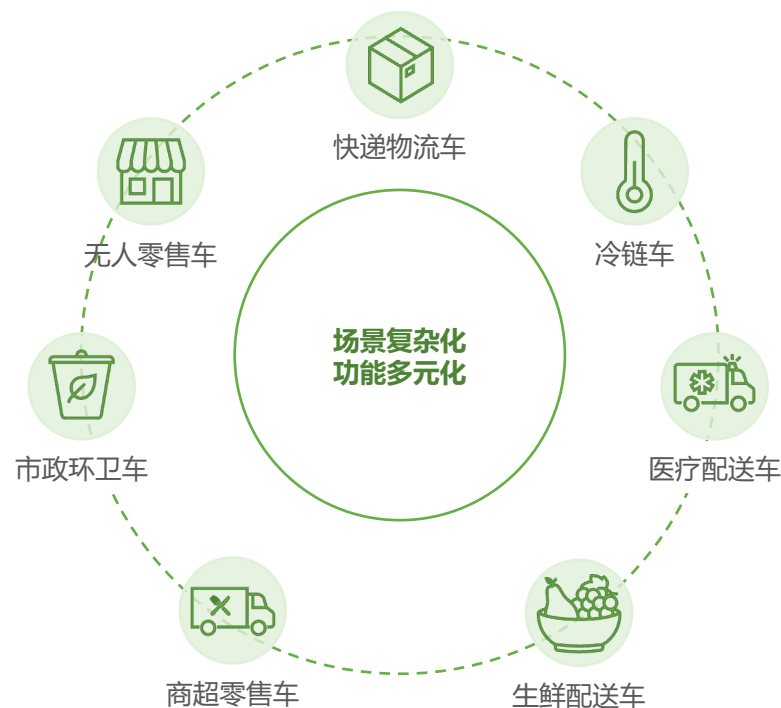 快递物流车
冷链车
无人零售车
场景复杂化
功能多元化
市政环卫车
医疗配送车
商超零售车
生鲜配送车